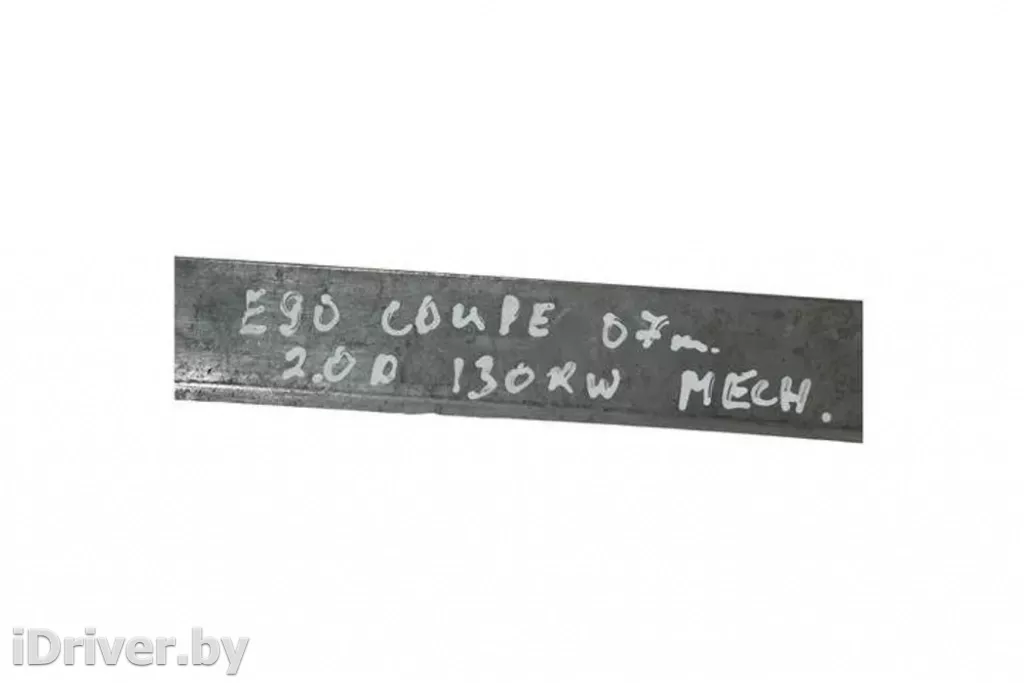 E90 COUPE 07m.
2.0D 130KW MECH.
iDriver.by